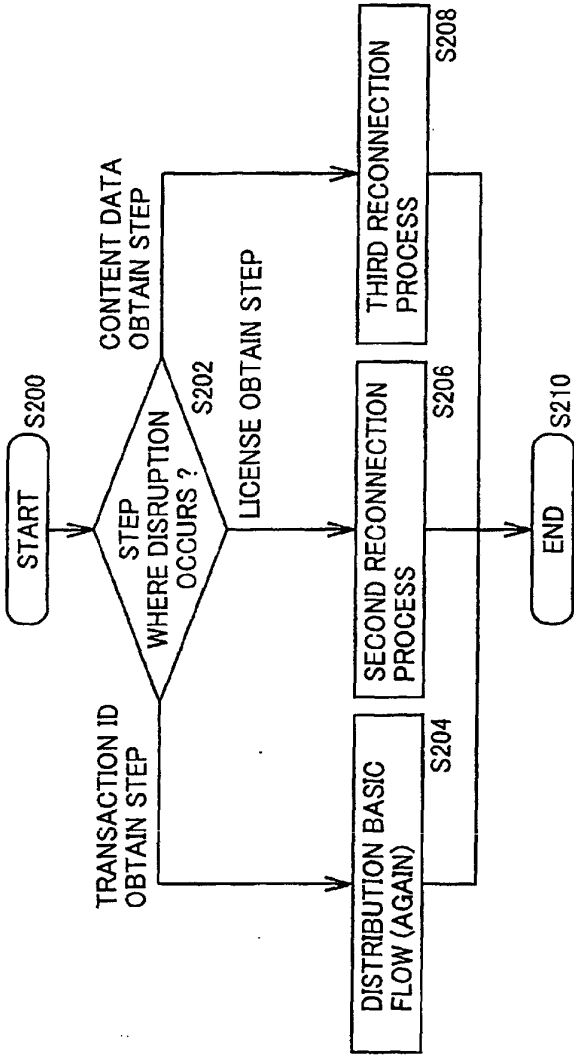 START
S200
STEP
WHERE DISRUPTION
OCCURS ?
S202
TRANSACTION ID
OBTAIN STEP
LICENSE OBTAIN STEP
CONTENT DATA
OBTAIN STEP
DISTRIBUTION BASIC
FLOW (AGAIN)
S204
SECOND RECONNECTION
PROCESS
S206
THIRD RECONNECTION
PROCESS
S208
END
S210